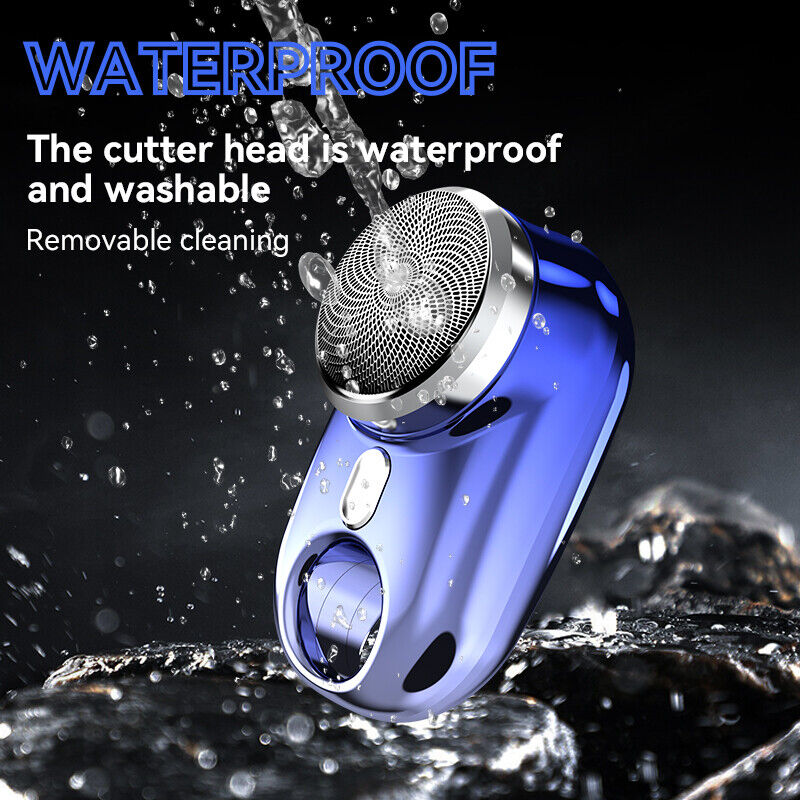 WATERPROOF
The cutter head is waterproof
and washable
Removable cleaning